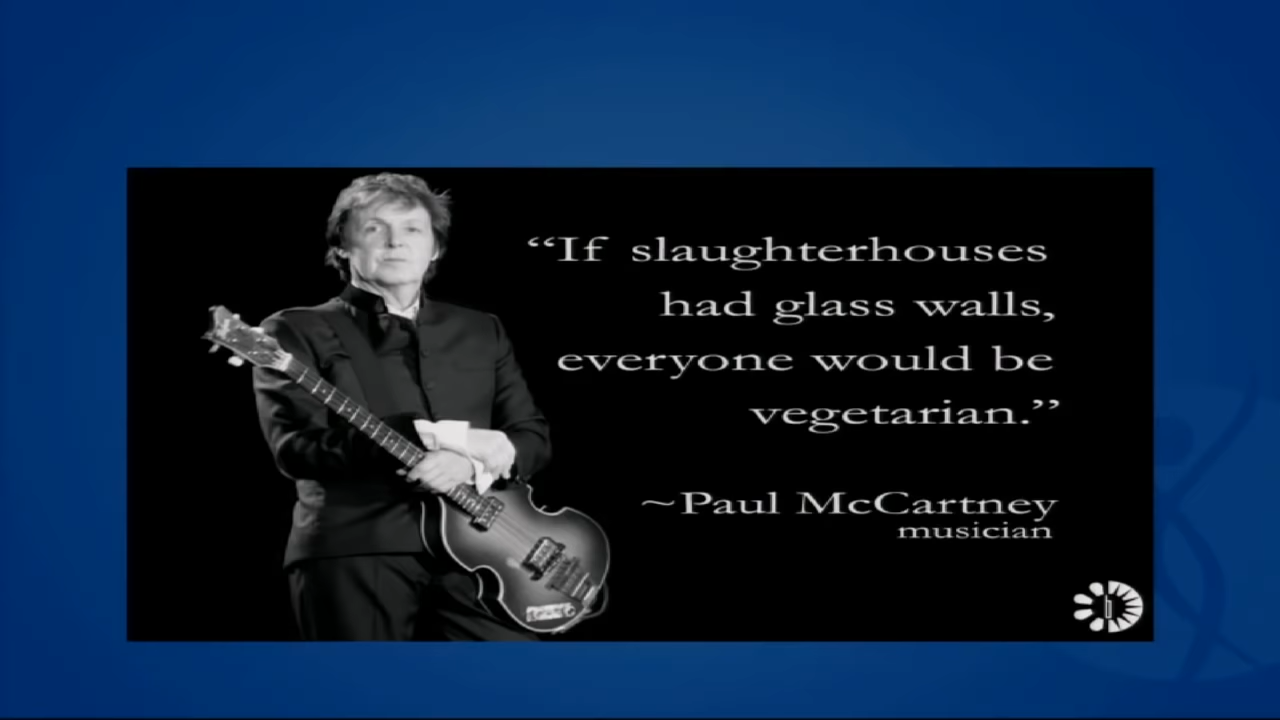 “If slaughterhouses
had glass walls,
everyone would be
vegetarian.”
~Paul McCartney
musician